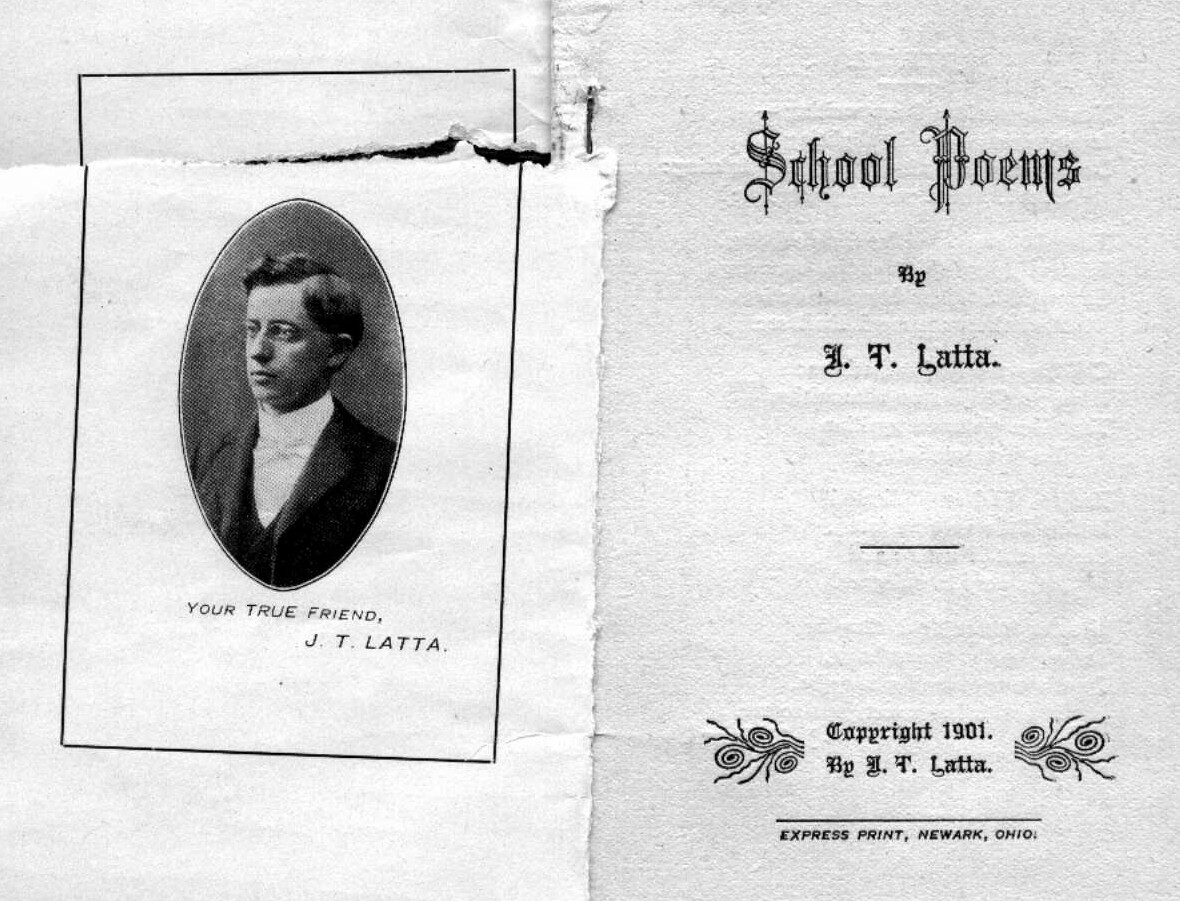 YOUR TRUE FRIEND,
J. T. LATTA.
School Poems
By
J. T. Latta.
Copyright 1901.
By J. T. Latta.
EXPRESS PRINT, NEWARK, OHIO.